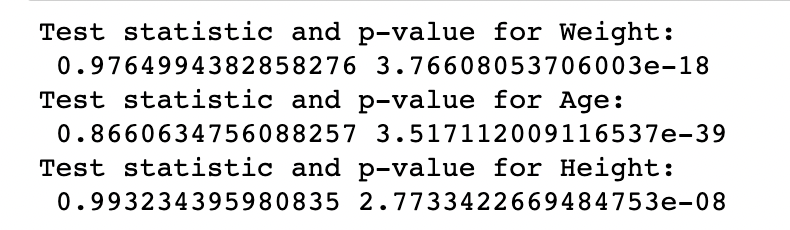 Test statistic and p-value for Weight:
0.9764994382858276 3.76608053706003e-18
Test statistic and p-value for Age:
0.8660634756088257 3.517112009116537e-39
Test statistic and p-value for Height:
0.993234395980835 2.7733422669484753e-08